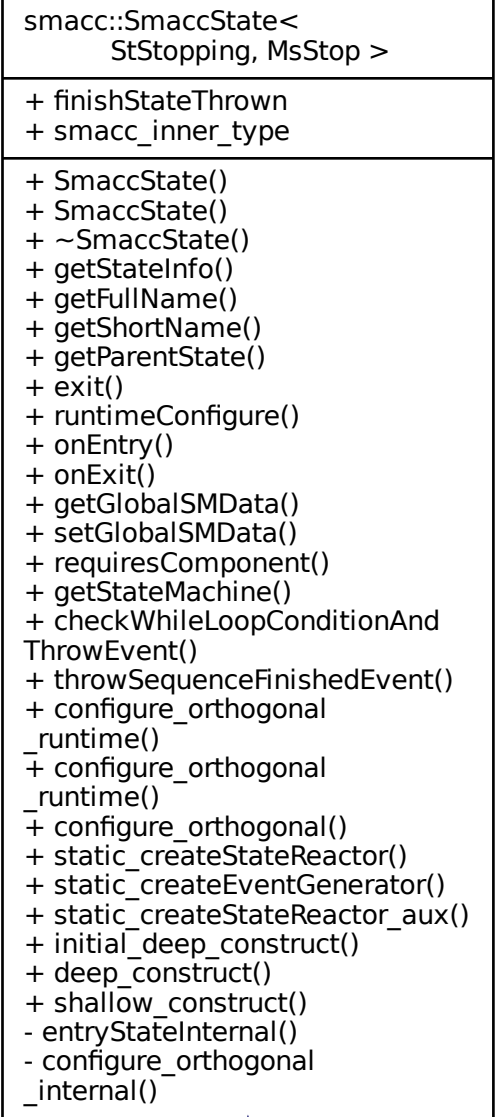 smacc::SmaccState<
StStopping, MsStop >
+ finishStateThrown
+ smacc_inner_type
+ SmaccState()
+ SmaccState()
+ ~SmaccState()
+ getStateInfo()
+ getFullName()
+ getShortName()
+ getParentState()
+ exit()
+ runtimeConfigure()
+ onEntry()
+ onExit()
+ getGlobalSMData()
+ setGlobalSMData()
+ requiresComponent()
+ getStateMachine()
+ checkWhileLoopConditionAnd
ThrowEvent()
+ throwSequenceFinishedEvent()
+ configure_orthogonal
_runtime()
+ configure_orthogonal
_runtime()
+ configure_orthogonal()
+ static_createStateReactor()
+ static_createEventGenerator()
+ static_createStateReactor_aux()
+ initial_deep_construct()
+ deep_construct()
+ shallow_construct()
- entryStateInternal()
- configure_orthogonal
_internal()